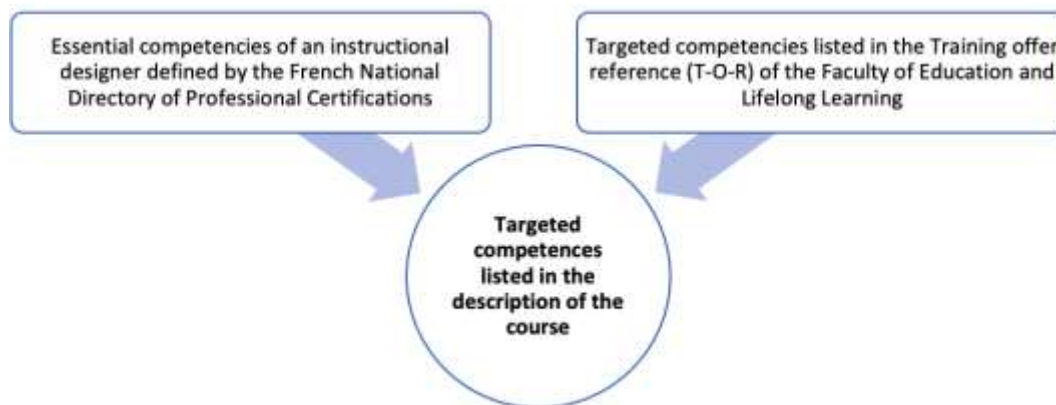 Essential competencies of an instructional
designer defined by the French National
Directory of Professional Certifications
Targeted competencies listed in the Training offer
reference (T-O-R) of the Faculty of Education and
Lifelong Learning
Targeted
competences
listed in the
description of the
course